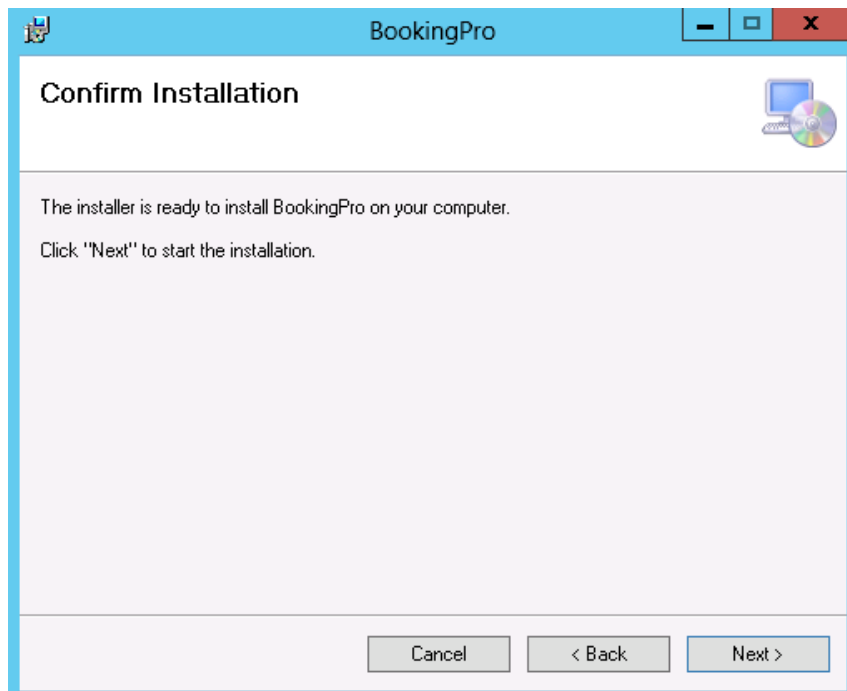 BookingPro
Confirm Installation
The installer is ready to install BookingPro on your computer.
Click "Next" to start the installation.
Cancel
< Back
Next >